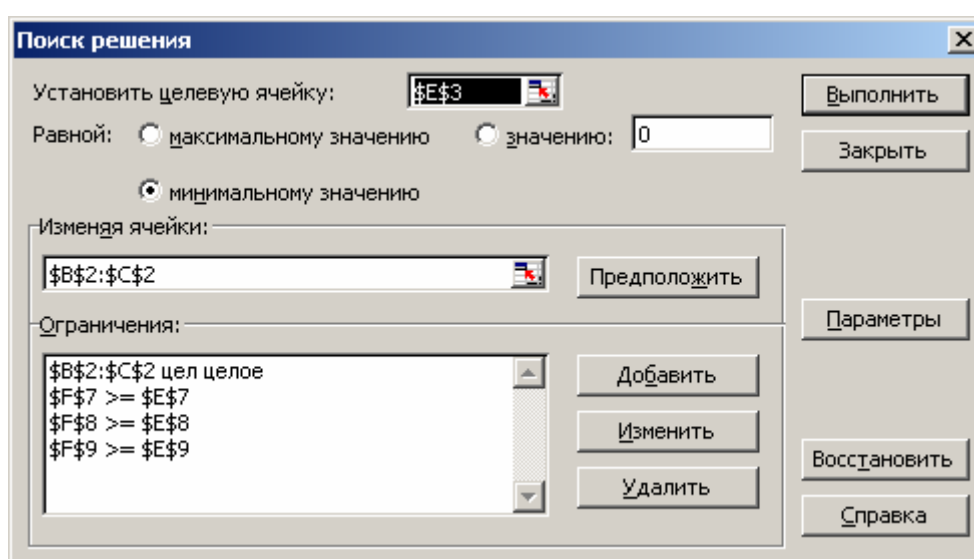 Поиск решения
Установить целевую ячейку: $E$3
Выполнить
Равной: максимальному значению значению: 0
Закрыть
минимальному значению
Изменяя ячейки:
$B$2:$C$2
Предположить
Ограничения:
Параметры
$B$2:$C$2 цел целое
$F$7 >= $E$7
$F$8 >= $E$8
$F$9 >= $E$9
Добавить
Изменить
Удалить
Восстановить
Справка